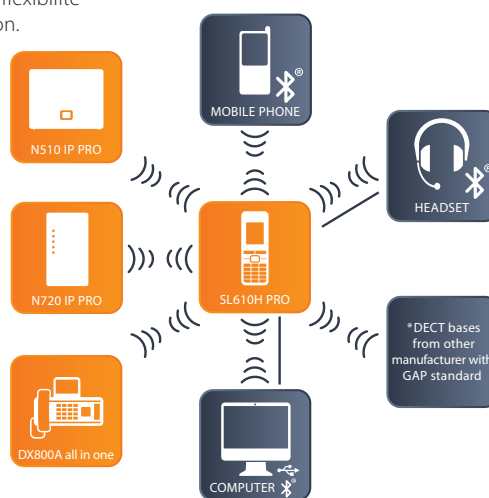 on.
MOBILE PHONE
®
N510 IP PRO
HEADSET
®
N720 IP PRO
SL610H PRO
*DECT bases
from other
manufacturer with
GAP standard
DX800A all in one
COMPUTER
®